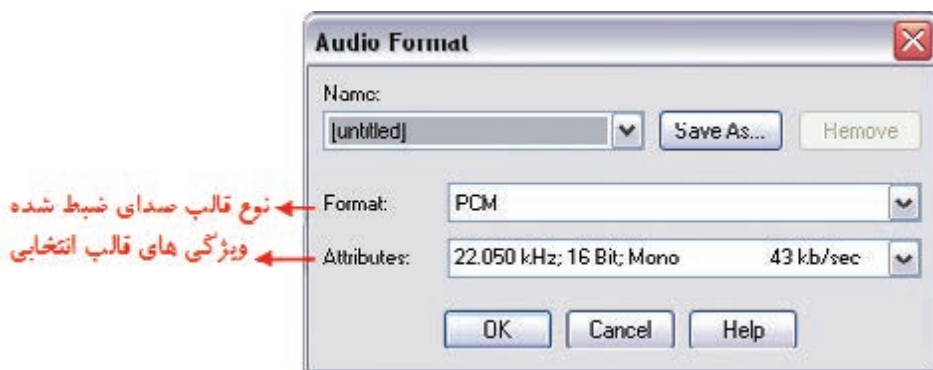 Audio Format
Name:
[untitled]
Save As...
Remove
نوع قالب صدای ضبط شده
Format:
PCM
ویژگی های قالب انتخابی
Attributes:
22.050 kHz; 16 Bit; Mono 43 kb/sec
OK
Cancel
Help